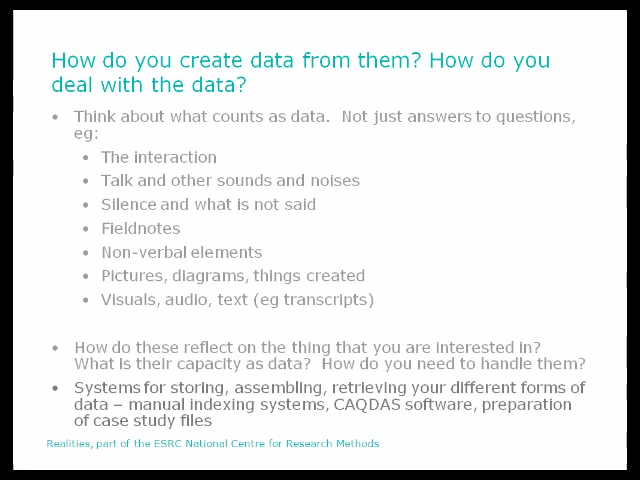 How do you create data from them? How do you
deal with the data?
• Think about what counts as data.  Not just answers to questions,
eg:
• The interaction
• Talk and other sounds and noises
• Silence and what is not said
• Fieldnotes
• Non-verbal elements
• Pictures, diagrams, things created
• Visuals, audio, text (eg transcripts)
• How do these reflect on the thing that you are interested in?
What is their capacity as data?  How do you need to handle them?
• Systems for storing, assembling, retrieving your different forms of
data – manual indexing systems, CAQDAS software, preparation
of case study files
Realities, part of the ESRC National Centre for Research Methods